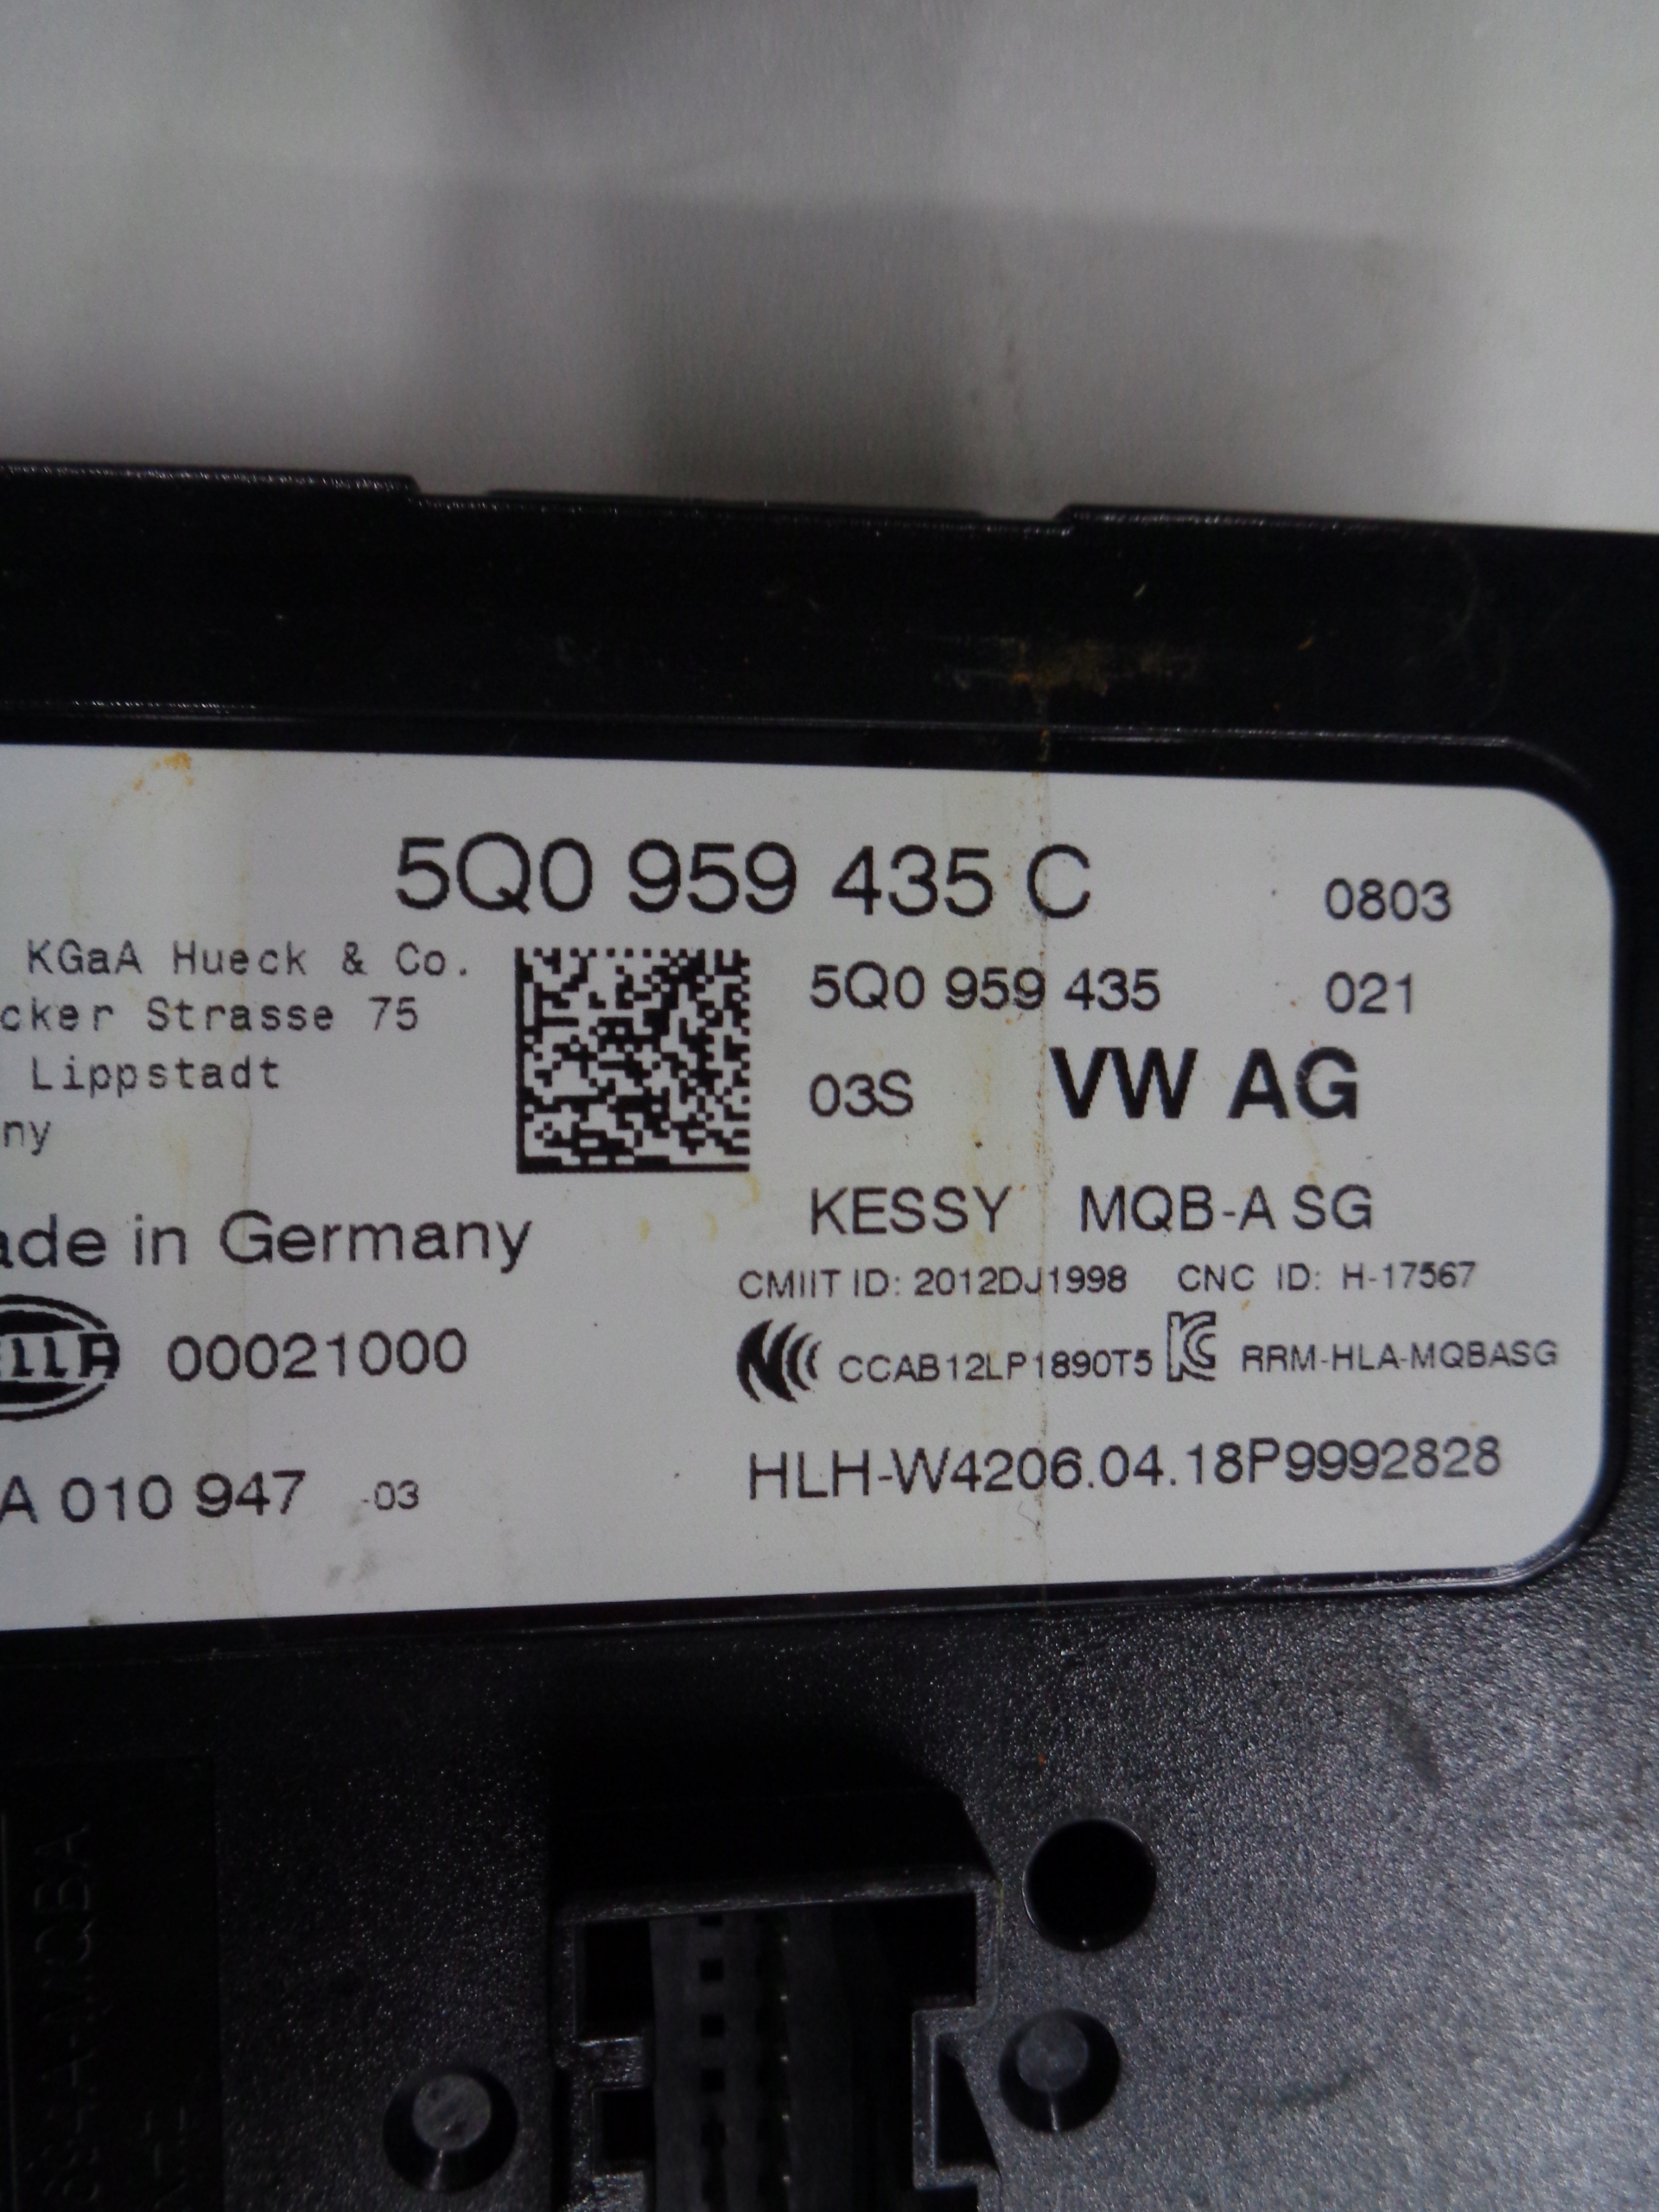 5Q0 959 435 C 0803
KGaA Hueck & Co.
cker Strasse 75
Lippstadt
ny
5Q0 959 435 021
03S VW AG
KESSY MQB-A SG
ade in Germany
CMIIT ID: 2012DJ1998 CNC ID: H-17567
ELLA 00021000
CCAB12LP1890T5 KC RRM-HLA-MQBASG
A 010 947 -03
HLH-W4206.04.18P9992828